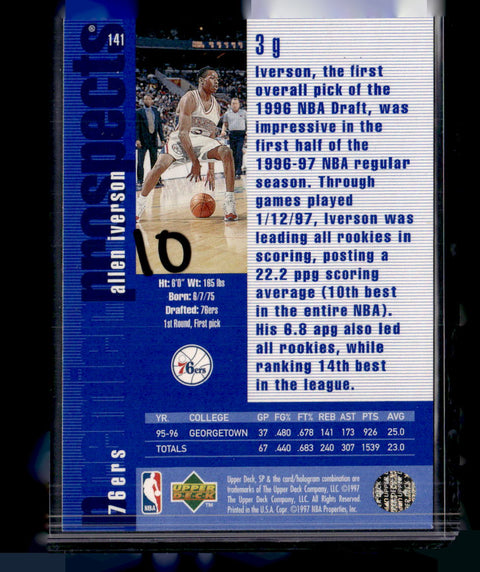 141
prospects
allen iverson
76ers
10
3 g
Iverson, the first
overall pick of the
1996 NBA Draft, was
impressive in the
first half of the
1996-97 NBA regular
season. Through
games played
1/12/97, Iverson was
leading all rookies in
scoring, posting a
22.2 ppg scoring
average (10th best
in the entire NBA).
His 6.8 apg also led
all rookies, while
ranking 14th best
in the league.
Ht: 6'0" Wt: 165 lbs
Born: 6/7/75
Drafted: 76ers
1st Round, First pick
76ers
YR. COLLEGE GP FG% FT% REB AST PTS AVG
95-96 GEORGETOWN 37 .480 .678 141 173 926 25.0
TOTALS 67 .440 .683 240 307 1539 23.0
NBA
UPPER DECK TM
Upper Deck, SP & the card/hologram combination are
trademarks of The Upper Deck Company, LLC. ©1997
The Upper Deck Company, LLC. All rights reserved.
Printed in the U.S.A. Copr. ©1997 NBA Properties, Inc.